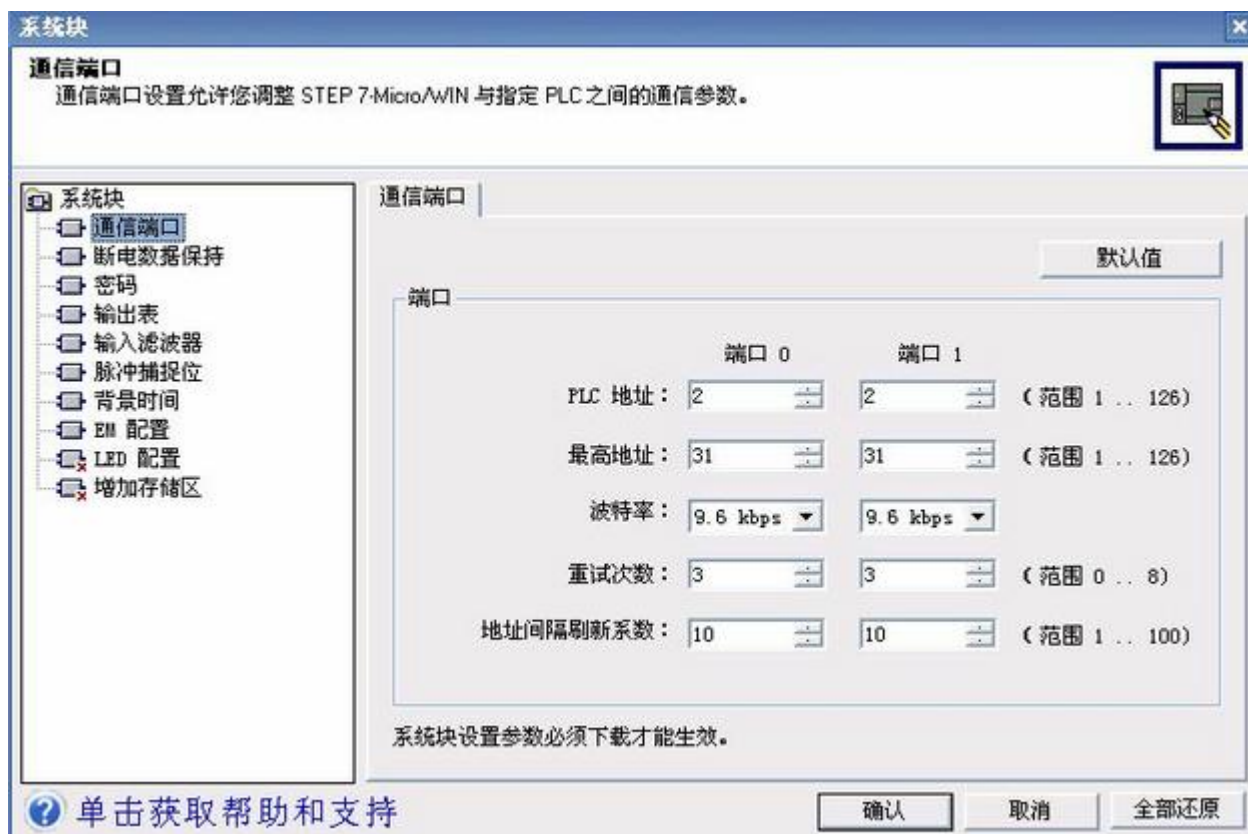 系统块
通信端口
通信端口设置允许您调整 STEP 7-Micro/WIN 与指定 PLC 之间的通信参数。
系统块
通信端口
断电数据保持
密码
输出表
输入滤波器
脉冲捕捉位
背景时间
EM 配置
LED 配置
增加存储区
通信端口
默认值
端口
端口 0 端口 1
PLC 地址： 2 2 (范围 1 .. 126)
最高地址： 31 31 (范围 1 .. 126)
波特率： 9.6 kbps 9.6 kbps
重试次数： 3 3 (范围 0 .. 8)
地址间隔刷新系数： 10 10 (范围 1 .. 100)
系统块设置参数必须下载才能生效。
单击获取帮助和支持
确认 取消 全部还原